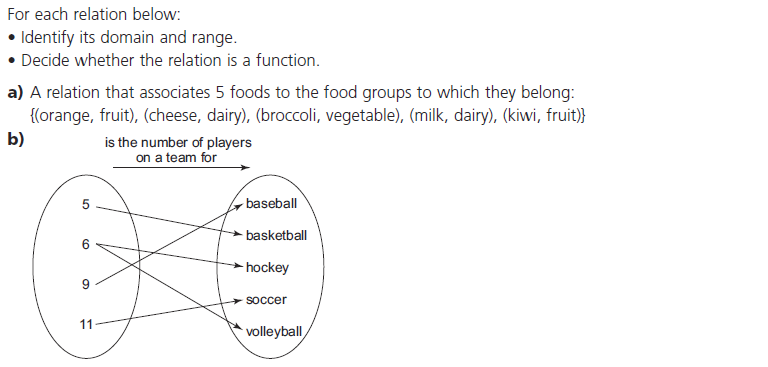 For each relation below:
• Identify its domain and range.
• Decide whether the relation is a function.
a) A relation that associates 5 foods to the food groups to which they belong:
{(orange, fruit), (cheese, dairy), (broccoli, vegetable), (milk, dairy), (kiwi, fruit)}
b)
is the number of players
on a team for
5
6
9
11
baseball
basketball
hockey
soccer
volleyball